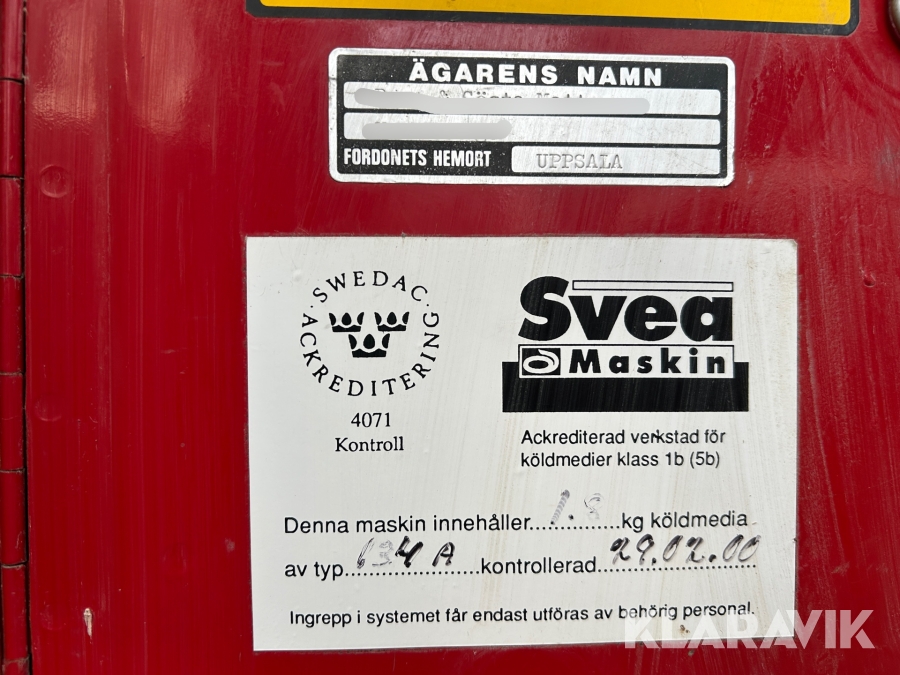 ÄGARENS NAMN
FORDONETS HEMORT UPPSALA
·SWEDAC·
ACKREDITERING
4071
Kontroll
Svea
Maskin
Ackrediterad verkstad för
köldmedier klass 1b (5b)
Denna maskin innehåller....1.8......kg köldmedia
av typ...134 A.....kontrollerad..29.02.00
Ingrepp i systemet får endast utföras av behörig personal.
KLARAVIK